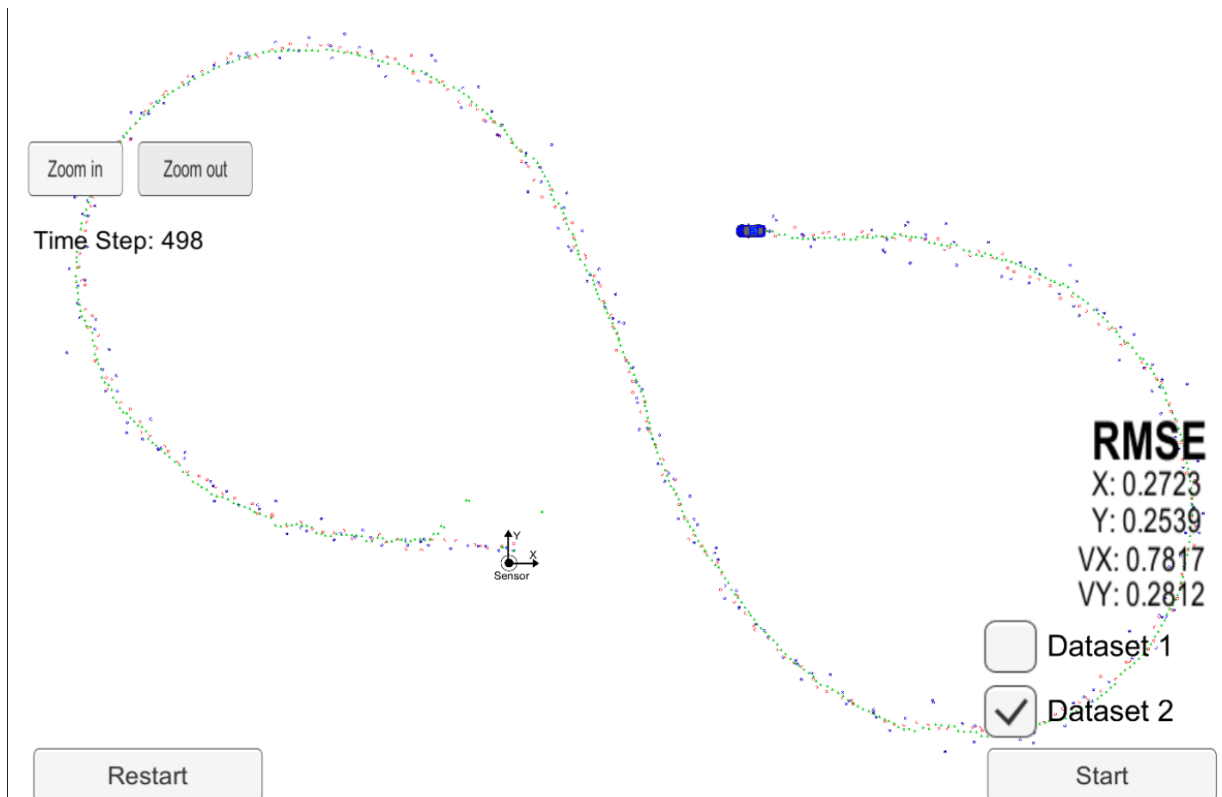 Zoom in
Zoom out
Time Step: 498
RMSE
X: 0.2723
Y: 0.2539
VX: 0.7817
VY: 0.2812
Y
X
Sensor
Dataset 1
Dataset 2
Restart
Start